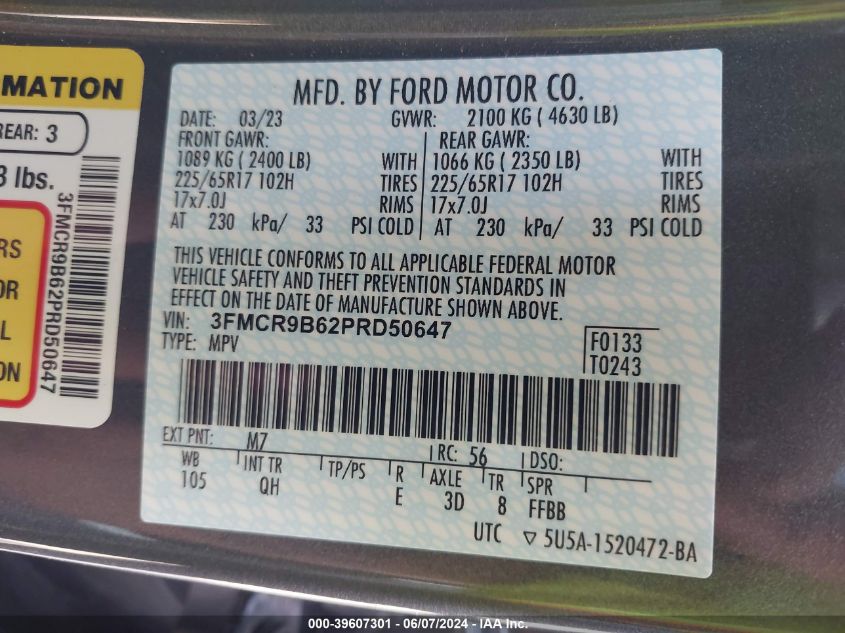 MATION
REAR: 3
3 lbs.
RS
OR
L
ON
3FMCR9B62PRD50647
MFD. BY FORD MOTOR CO.
DATE: 03/23 GVWR: 2100 KG ( 4630 LB)
FRONT GAWR: REAR GAWR:
1089 KG ( 2400 LB) WITH 1066 KG ( 2350 LB) WITH
225/65R17 102H TIRES 225/65R17 102H TIRES
17x7.0J RIMS 17x7.0J RIMS
AT 230 kPa/ 33 PSI COLD AT 230 kPa/ 33 PSI COLD
THIS VEHICLE CONFORMS TO ALL APPLICABLE FEDERAL MOTOR
VEHICLE SAFETY AND THEFT PREVENTION STANDARDS IN
EFFECT ON THE DATE OF MANUFACTURE SHOWN ABOVE.
VIN: 3FMCR9B62PRD50647 F0133
TYPE: MPV T0243
EXT PNT: M7 RC: 56 DSO:
WB INT TR TP/PS R AXLE TR SPR
105 QH E 3D 8 FFBB
UTC ▽ 5U5A-1520472-BA
000-39607301 - 06/07/2024 - IAA Inc.